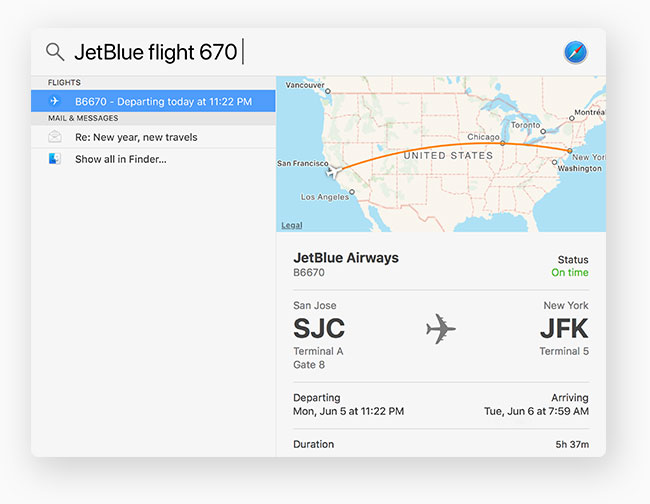 JetBlue flight 670
FLIGHTS
B6670 - Departing today at 11:22 PM
MAIL & MESSAGES
Re: New year, new travels
Show all in Finder...
Vancouver
Montréal
Toronto
Chicago
New York
UNITED STATES
Washington
San Francisco
Los Angeles
Legal
JetBlue Airways
Status
B6670
On time
San Jose
New York
SJC
JFK
Terminal A
Terminal 5
Gate 8
Departing
Arriving
Mon, Jun 5 at 11:22 PM
Tue, Jun 6 at 7:59 AM
Duration
5h 37m